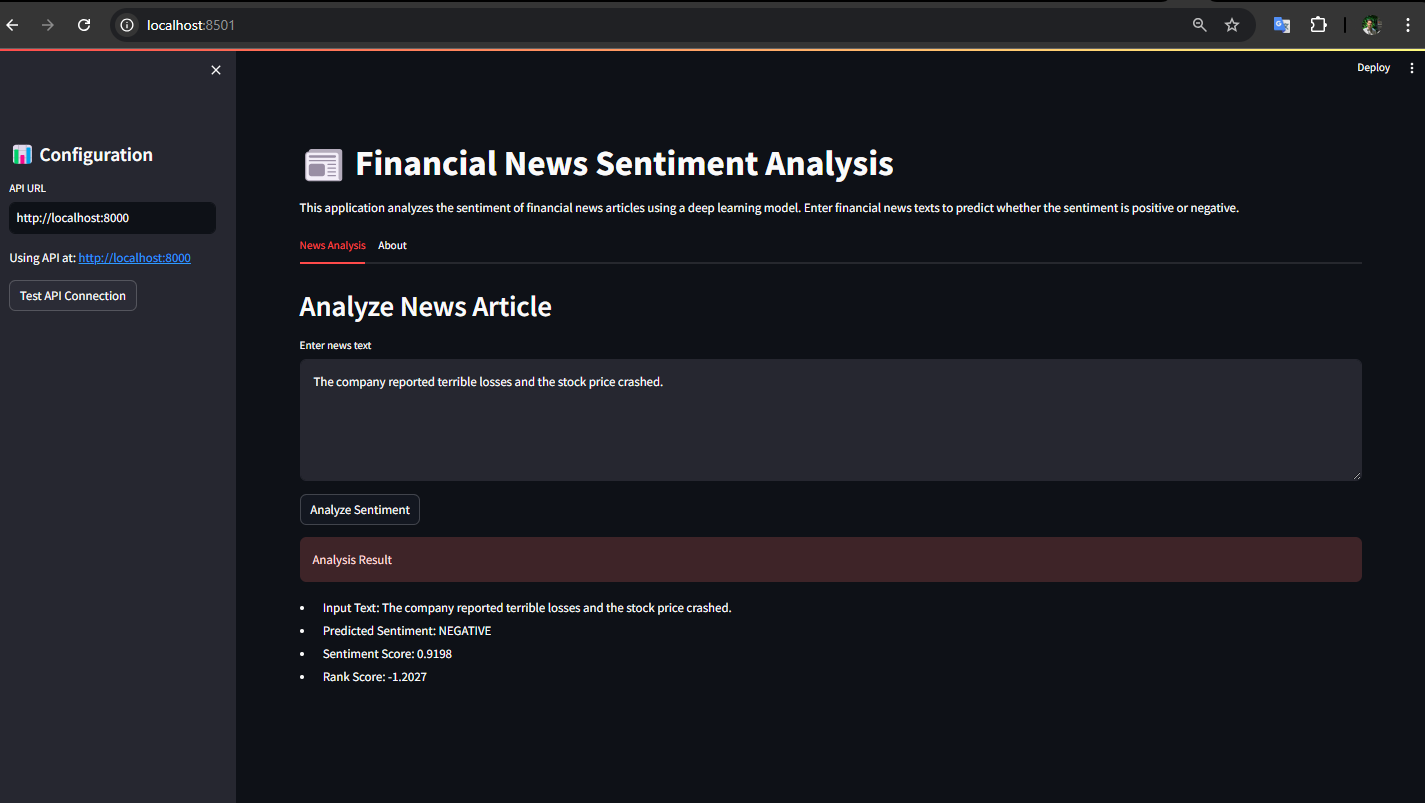 localhost:8501
Deploy
Configuration
API URL
http://localhost:8000
Using API at: http://localhost:8000
Test API Connection
Financial News Sentiment Analysis
This application analyzes the sentiment of financial news articles using a deep learning model. Enter financial news texts to predict whether the sentiment is positive or negative.
News Analysis About
Analyze News Article
Enter news text
The company reported terrible losses and the stock price crashed.
Analyze Sentiment
Analysis Result
• Input Text: The company reported terrible losses and the stock price crashed.
• Predicted Sentiment: NEGATIVE
• Sentiment Score: 0.9198
• Rank Score: -1.2027